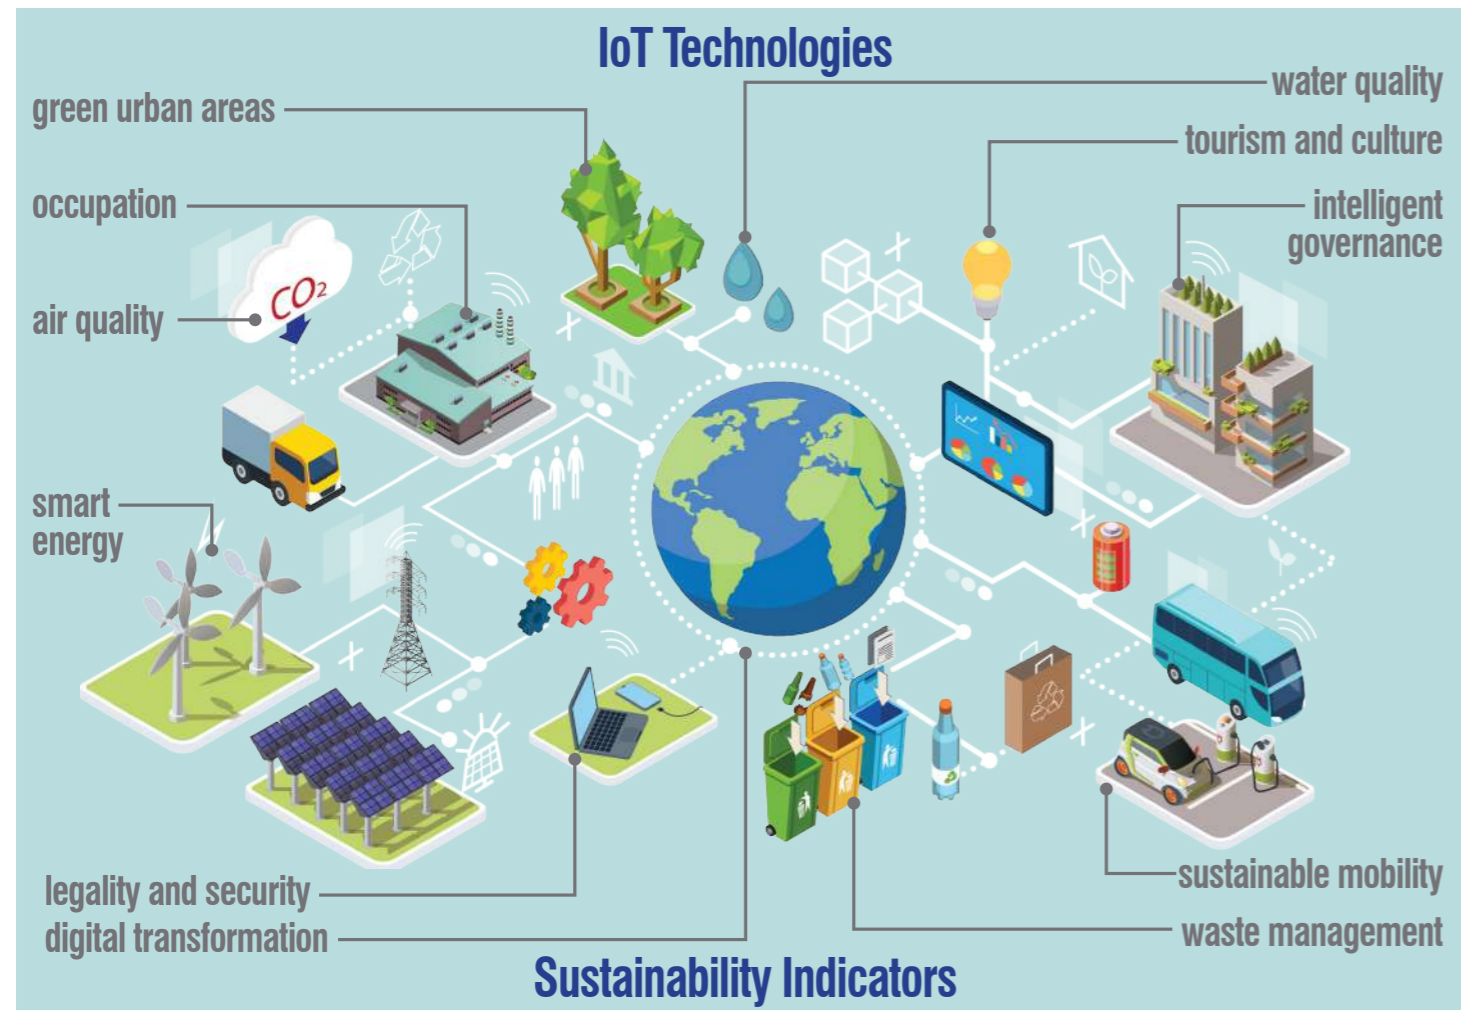 IoT Technologies
green urban areas
water quality
tourism and culture
occupation
intelligent
governance
CO2
air quality
smart
energy
legality and security
digital transformation
sustainable mobility
waste management
Sustainability Indicators